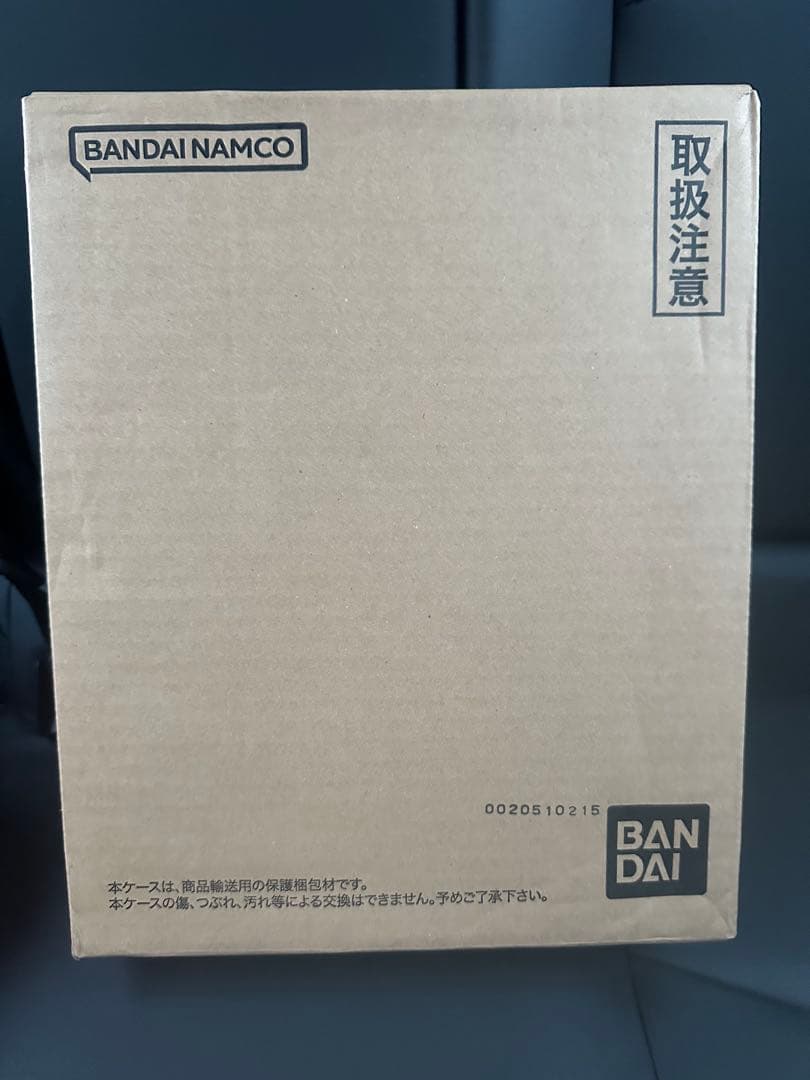 BANDAI NAMCO
取扱注意
0020510215
BAN
DAI
本ケースは、商品輸送用の保護梱包材です。
本ケースの傷、つぶれ、汚れ等による交換はできません。予めご了承下さい。